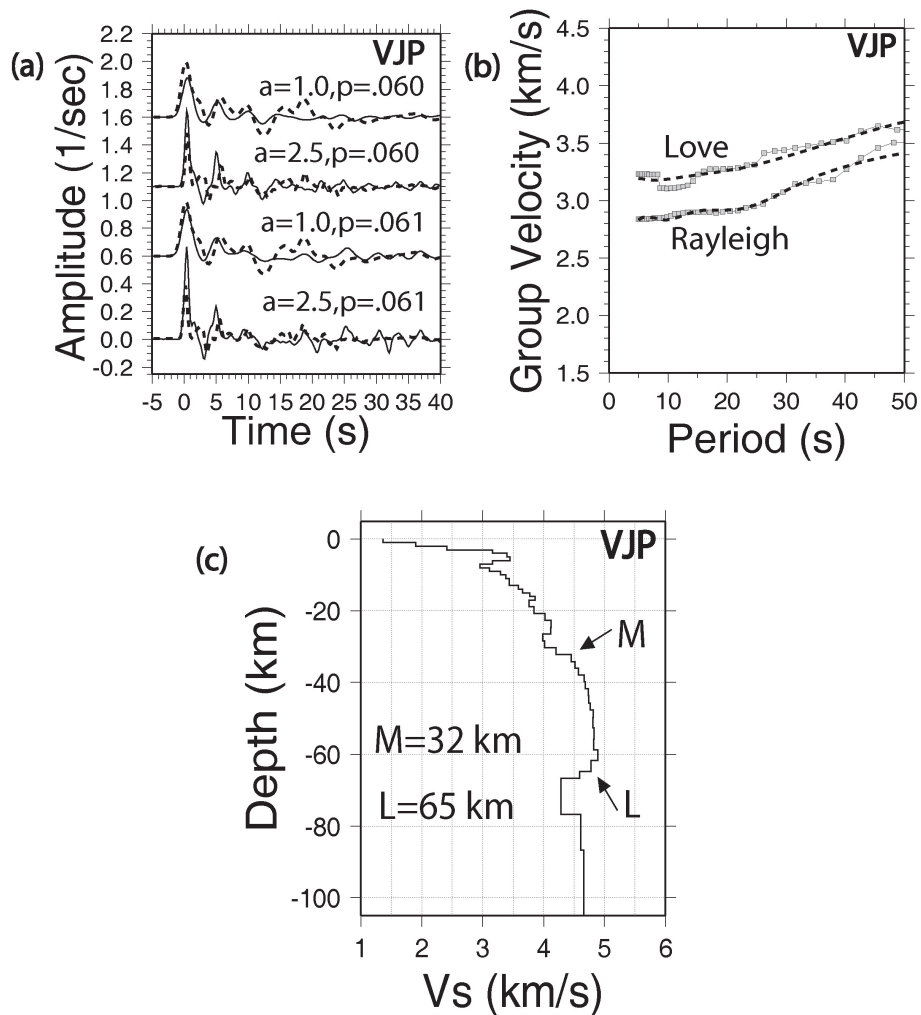 (a)
VJP
Amplitude (1/sec)
2.2
2.0
1.8
1.6
1.4
1.2
1.0
0.8
0.6
0.4
0.2
0.0
-0.2
a=1.0,p=.060
a=2.5,p=.060
a=1.0,p=.061
a=2.5,p=.061
-5 0 5 10 15 20 25 30 35 40
Time (s)
(b)
VJP
Group Velocity (km/s)
4.5
4.0
3.5
3.0
2.5
2.0
1.5
Love
Rayleigh
0 10 20 30 40 50
Period (s)
(c)
VJP
Depth (km)
0
-20
-40
-60
-80
-100
M
M=32 km
L=65 km
L
1 2 3 4 5 6
Vs (km/s)